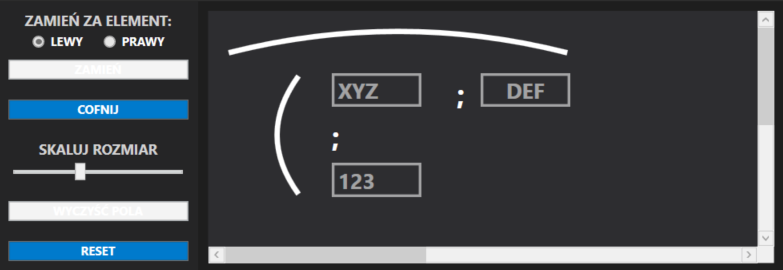 ZAMIEŃ ZA ELEMENT:
LEWY PRAWY
ZAMIEŃ
COFNIJ
SKALUJ ROZMIAR
WYCZYŚĆ POLA
RESET
XYZ ; DEF
;
123